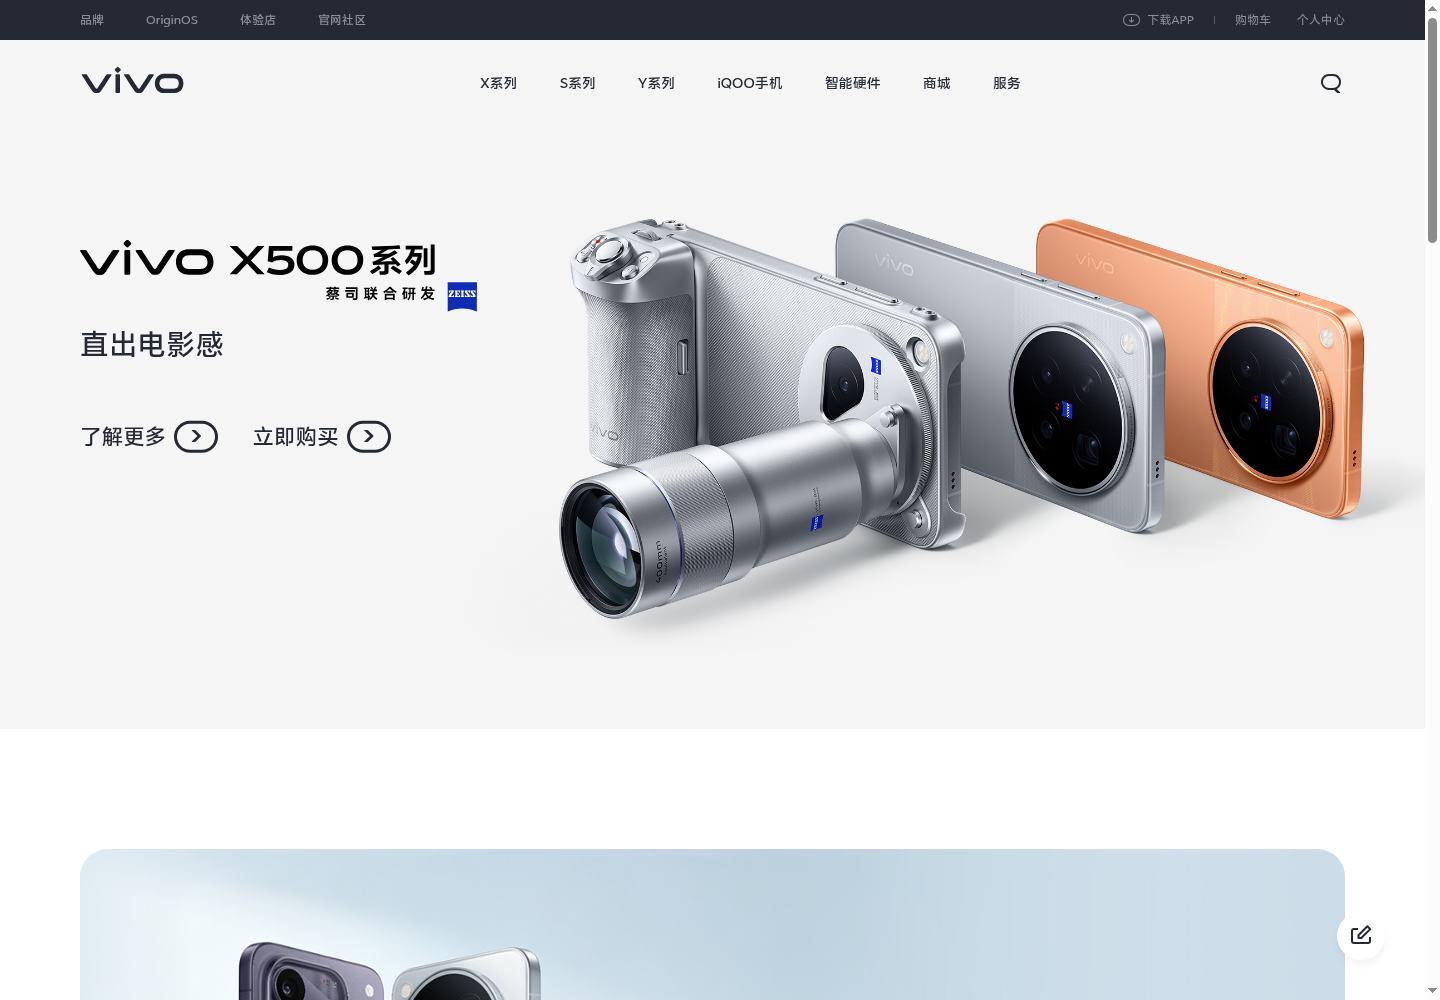 品牌 OriginOS 体验店 官网社区 下载APP 购物车 个人中心
vivo X系列 S系列 Y系列 iQOO手机 智能硬件 商城 服务
vivo X500系列
蔡司联合研发 ZEISS
直出电影感
了解更多 立即购买
vivo
vivo
vivo
400mm